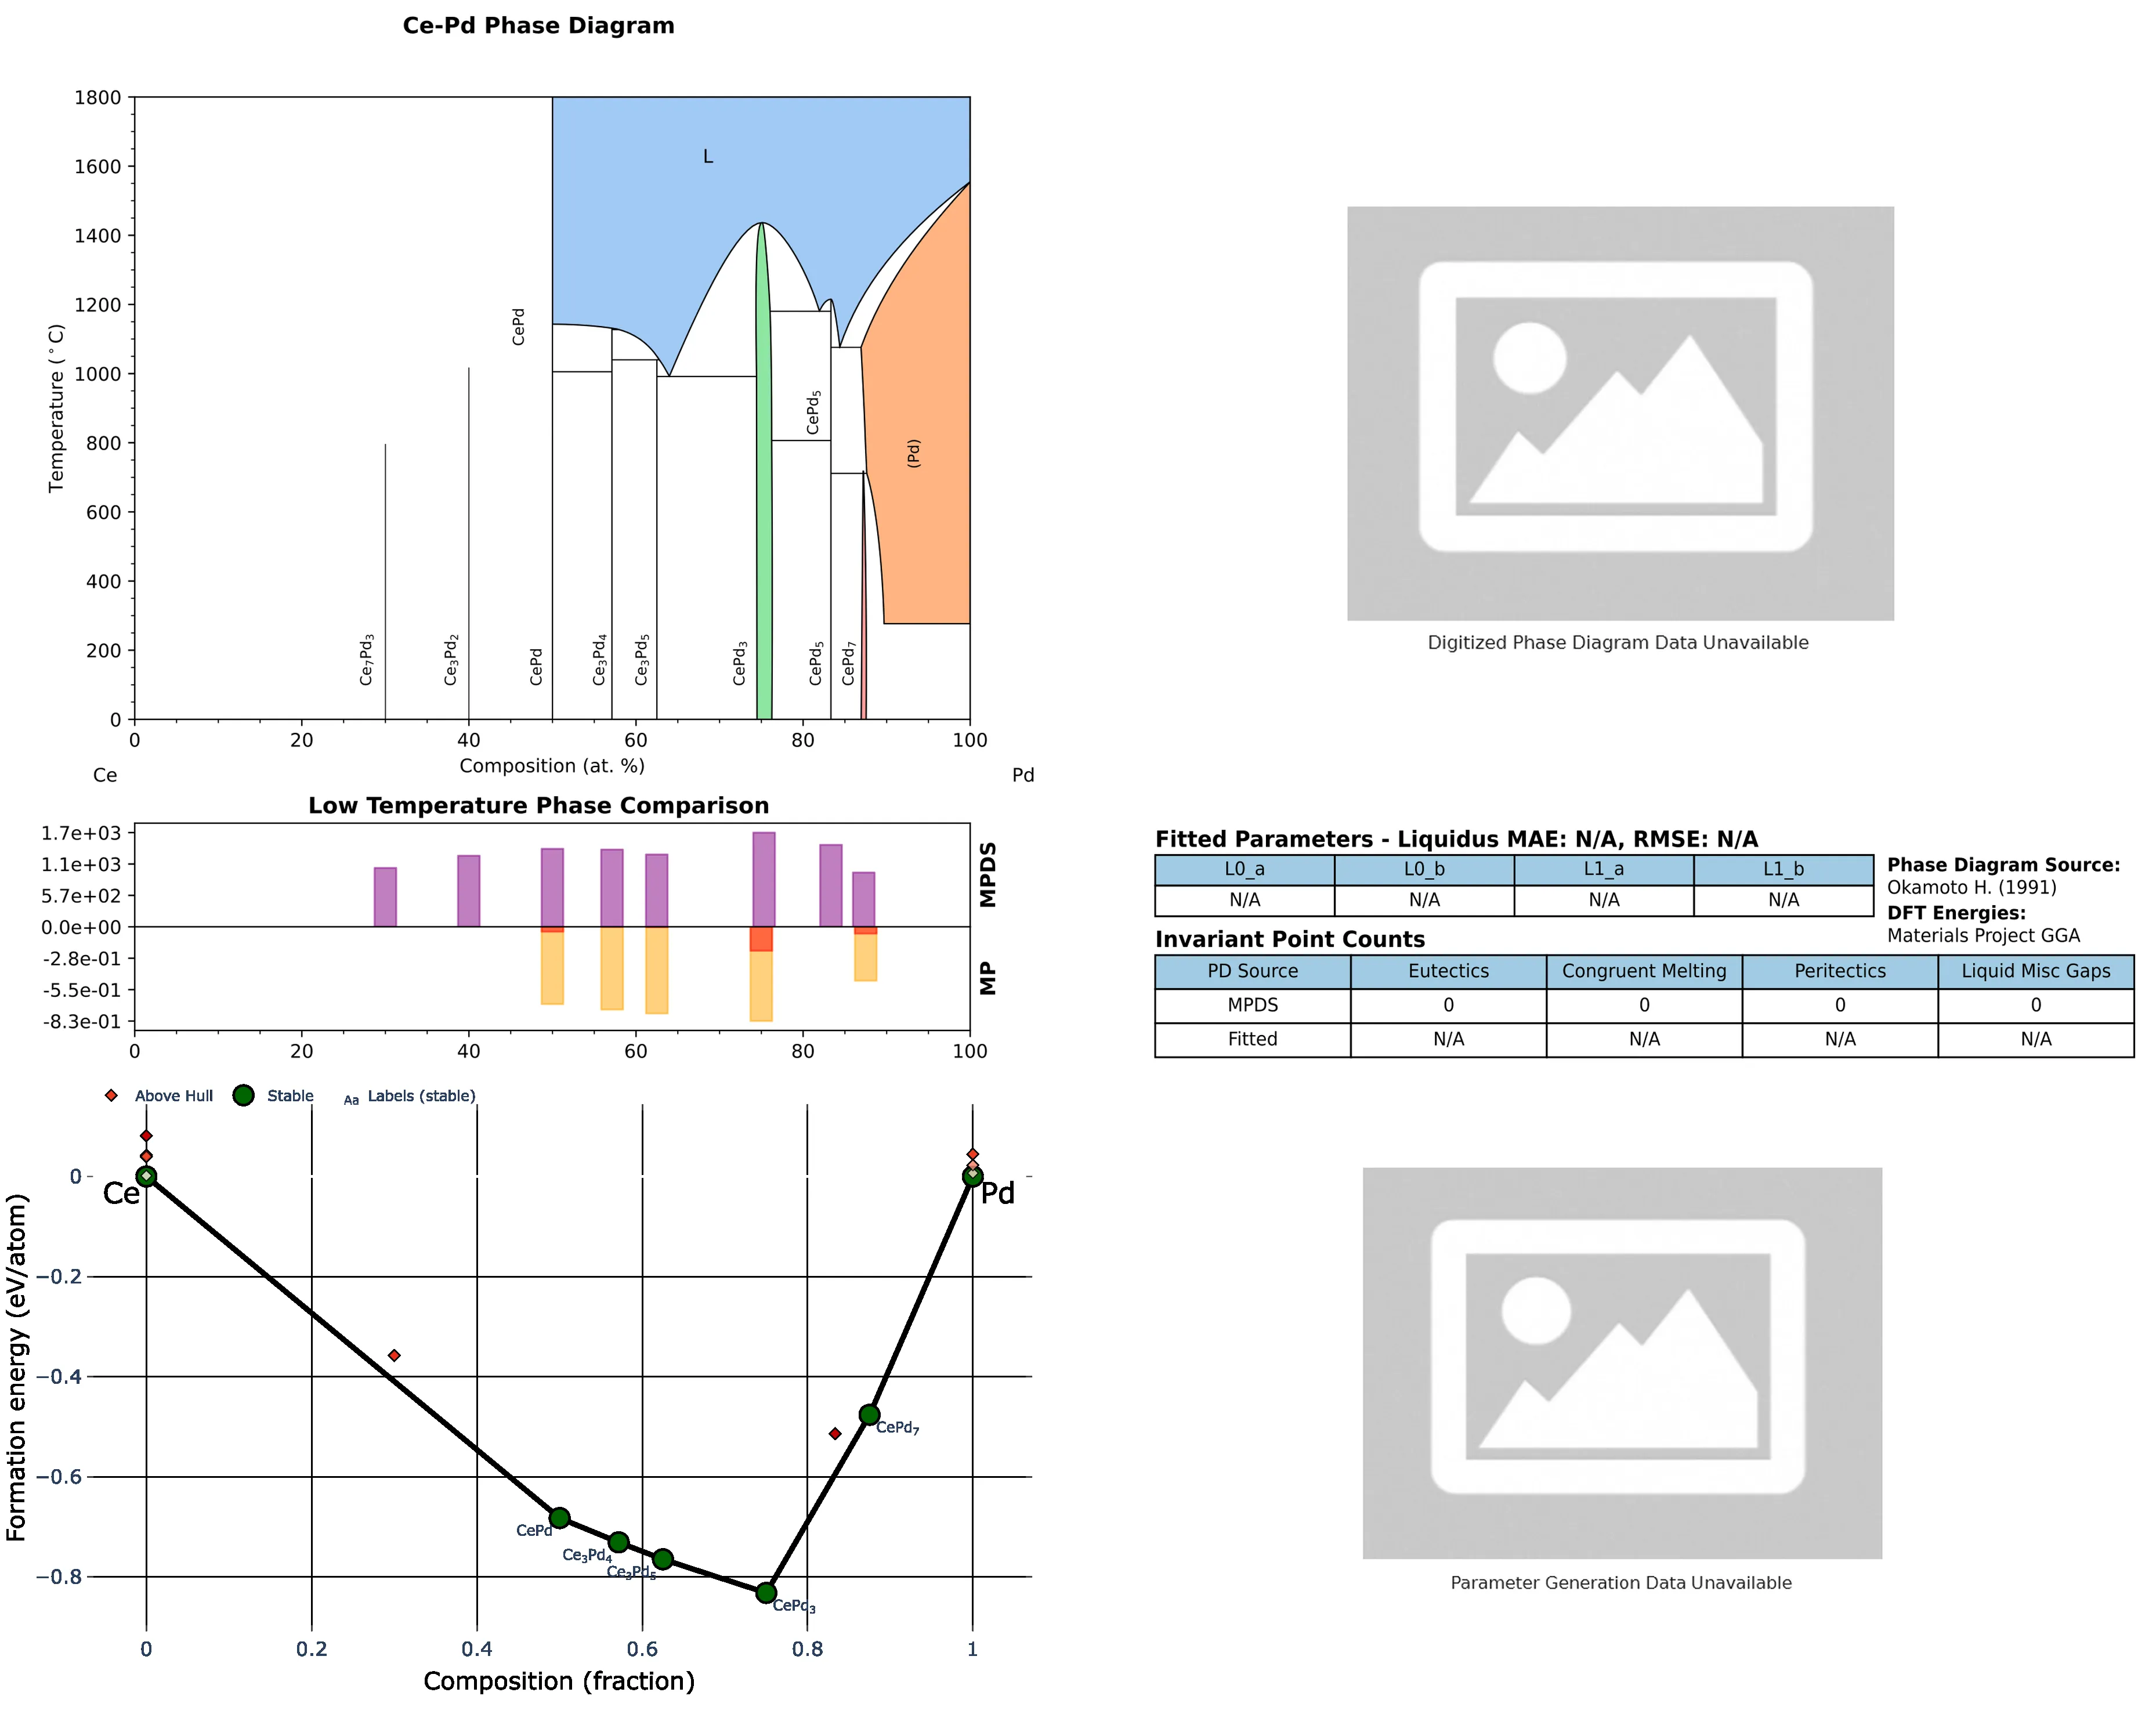 Ce-Pd Phase Diagram
1800
1600
1400
1200
1000
800
600
400
200
0
Temperature (°C)
L
CePd
CePd₅
(Pd)
Ce₇Pd₃
Ce₃Pd₂
CePd
Ce₃Pd₄
Ce₃Pd₅
CePd₃
CePd₅
CePd₇
0 20 40 60 80 100
Composition (at. %)
Ce Pd
Digitized Phase Diagram Data Unavailable
Low Temperature Phase Comparison
1.7e+03
1.1e+03
5.7e+02
0.0e+00
-2.8e-01
-5.5e-01
-8.3e-01
MPDS
MP
0 20 40 60 80 100
Fitted Parameters - Liquidus MAE: N/A, RMSE: N/A
L0_a L0_b L1_a L1_b
N/A N/A N/A N/A
Phase Diagram Source:
Okamoto H. (1991)
DFT Energies:
Materials Project GGA
Invariant Point Counts
PD Source Eutectics Congruent Melting Peritectics Liquid Misc Gaps
MPDS 0 0 0 0
Fitted N/A N/A N/A N/A
Above Hull Stable Aa Labels (stable)
0
−0.2
−0.4
−0.6
−0.8
Formation energy (eV/atom)
Ce
Pd
CePd₇
CePd
Ce₃Pd₄
Ce₃Pd₅
CePd₃
0 0.2 0.4 0.6 0.8 1
Composition (fraction)
Parameter Generation Data Unavailable